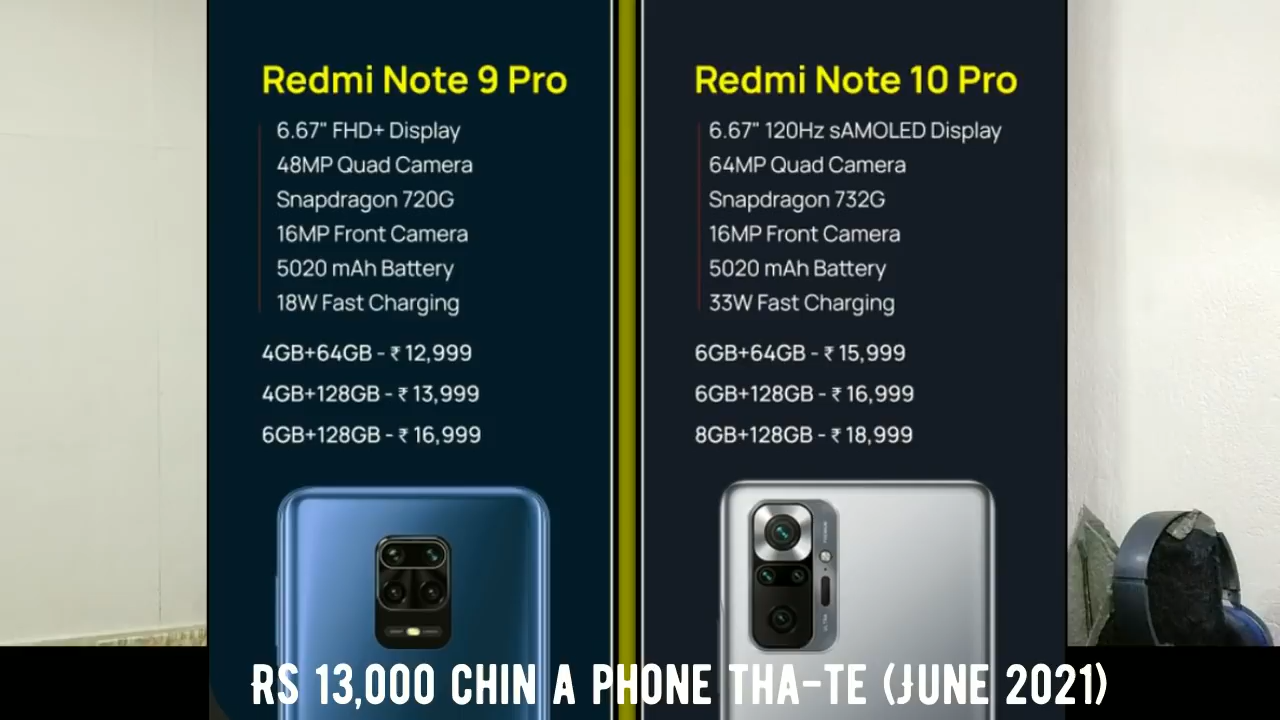 Redmi Note 9 Pro
6.67" FHD+ Display
48MP Quad Camera
Snapdragon 720G
16MP Front Camera
5020 mAh Battery
18W Fast Charging
4GB+64GB - ₹ 12,999
4GB+128GB - ₹ 13,999
6GB+128GB - ₹ 16,999
Redmi Note 10 Pro
6.67" 120Hz sAMOLED Display
64MP Quad Camera
Snapdragon 732G
16MP Front Camera
5020 mAh Battery
33W Fast Charging
6GB+64GB - ₹ 15,999
6GB+128GB - ₹ 16,999
8GB+128GB - ₹ 18,999
RS 13,000 CHIN A PHONE THA-TE (JUNE 2021)